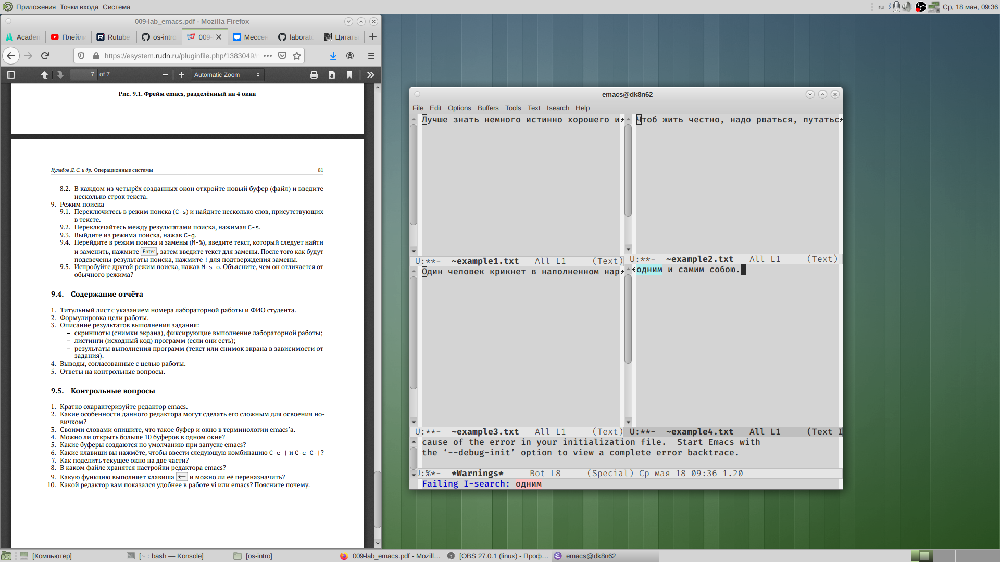 Приложения Точки входа Система
ru Ср, 18 мая, 09:36
009-lab_emacs.pdf - Mozilla Firefox
Academ Плейли Rutube os-intro 009- Мессен laborato Цитаты
https://esystem.rudn.ru/pluginfile.php/1383049/
7 of 7 Automatic Zoom
Рис. 9.1. Фрейм emacs, разделённый на 4 окна
Кулябов Д. С. и др. Операционные системы 81
8.2. В каждом из четырёх созданных окон откройте новый буфер (файл) и введите
несколько строк текста.
9. Режим поиска
9.1. Переключитесь в режим поиска (C-s) и найдите несколько слов, присутствующих
в тексте.
9.2. Переключайтесь между результатами поиска, нажимая C-s.
9.3. Выйдите из режима поиска, нажав C-g.
9.4. Перейдите в режим поиска и замены (M-%), введите текст, который следует найти
и заменить, нажмите Enter, затем введите текст для замены. После того как будут
подсвечены результаты поиска, нажмите ! для подтверждения замены.
9.5. Испробуйте другой режим поиска, нажав M-s o. Объясните, чем он отличается от
обычного режима?
9.4. Содержание отчёта
1. Титульный лист с указанием номера лабораторной работы и ФИО студента.
2. Формулировка цели работы.
3. Описание результатов выполнения задания:
– скриншоты (снимки экрана), фиксирующие выполнение лабораторной работы;
– листинги (исходный код) программ (если они есть);
– результаты выполнения программ (текст или снимок экрана в зависимости от
задания).
4. Выводы, согласованные с целью работы.
5. Ответы на контрольные вопросы.
9.5. Контрольные вопросы
1. Кратко охарактеризуйте редактор emacs.
2. Какие особенности данного редактора могут сделать его сложным для освоения но-
вичком?
3. Своими словами опишите, что такое буфер и окно в терминологии emacs’а.
4. Можно ли открыть больше 10 буферов в одном окне?
5. Какие буферы создаются по умолчанию при запуске emacs?
6. Какие клавиши вы нажмёте, чтобы ввести следующую комбинацию C-c | и C-c C-|?
7. Как поделить текущее окно на две части?
8. В каком файле хранятся настройки редактора emacs?
9. Какую функцию выполняет клавиша ← и можно ли её переназначить?
10. Какой редактор вам показался удобнее в работе vi или emacs? Поясните почему.
emacs@dk8n62
File Edit Options Buffers Tools Text Isearch Help
Лучше знать немного истинно хорошего и
Чтоб жить честно, надо рваться, путатьс
U:**- ~example1.txt All L1 (Text)
U:**- ~example2.txt All L1 (Text)
Один человек крикнет в наполненном нар
одним и самим собою.
U:**- ~example3.txt All L1 (Text)
U:**- ~example4.txt All L1 (Text I
cause of the error in your initialization file. Start Emacs with
the ‘--debug-init’ option to view a complete error backtrace.
U:%*- *Warnings* Bot L8 (Special) Ср мая 18 09:36 1.20
Failing I-search: одним
[Компьютер] [~ : bash — Konsole] [os-intro] 009-lab_emacs.pdf - Mozill... [OBS 27.0.1 (linux) - Проф... emacs@dk8n62